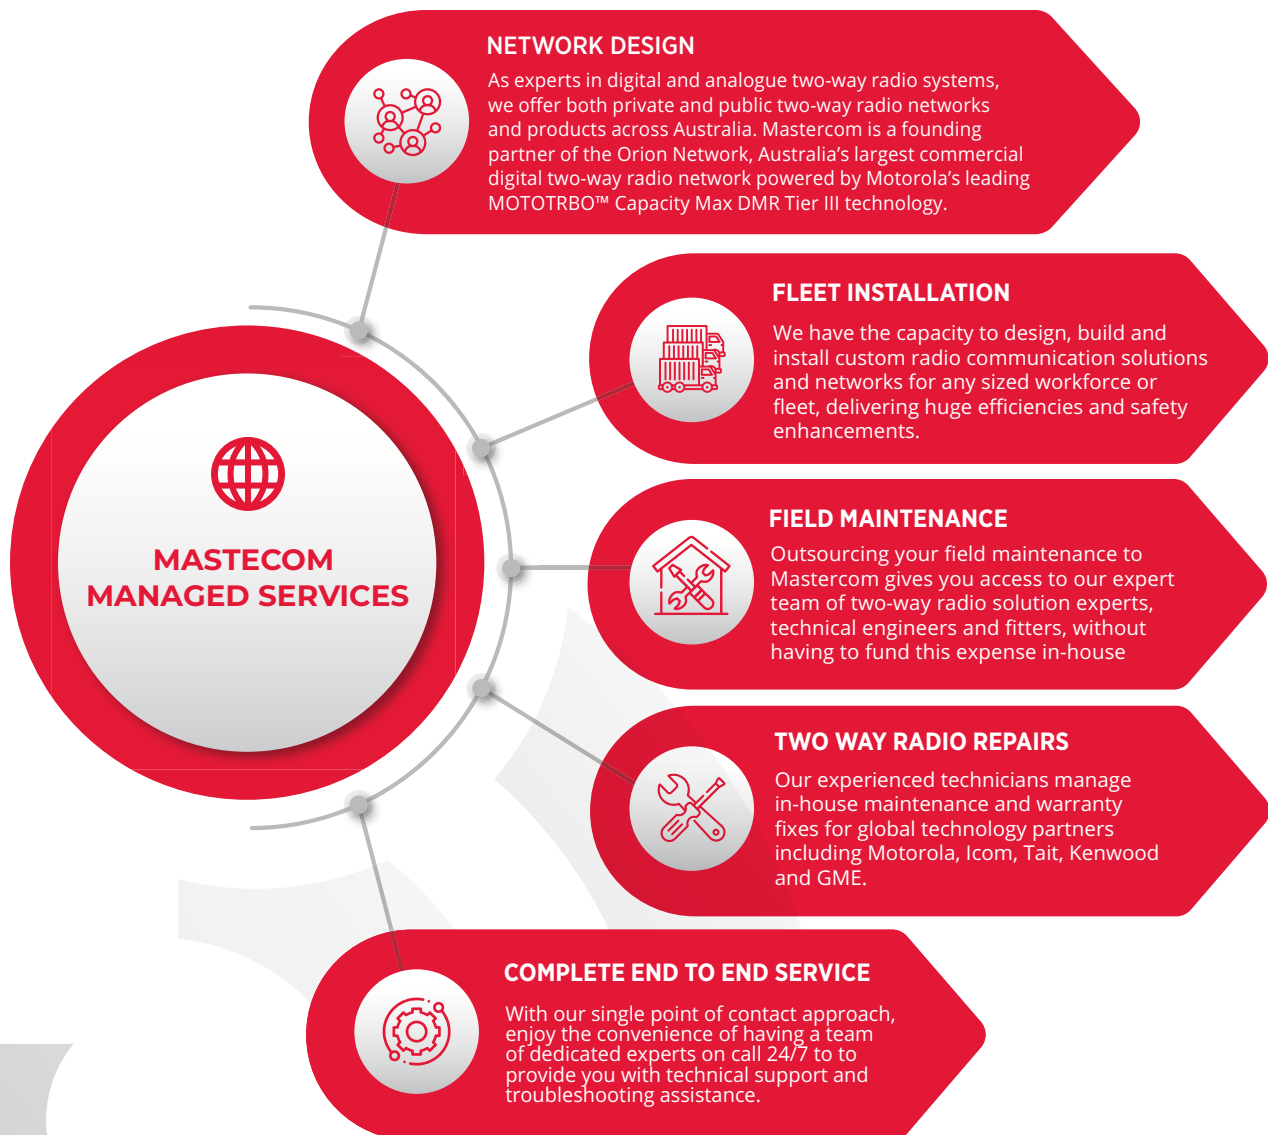 NETWORK DESIGN
As experts in digital and analogue two-way radio systems,
we offer both private and public two-way radio networks
and products across Australia. Mastercom is a founding
partner of the Orion Network, Australia’s largest commercial
digital two-way radio network powered by Motorola’s leading
MOTOTRBO™ Capacity Max DMR Tier III technology.
FLEET INSTALLATION
We have the capacity to design, build and
install custom radio communication solutions
and networks for any sized workforce or
fleet, delivering huge efficiencies and safety
enhancements.
MASTECOM
MANAGED SERVICES
FIELD MAINTENANCE
Outsourcing your field maintenance to
Mastercom gives you access to our expert
team of two-way radio solution experts,
technical engineers and fitters, without
having to fund this expense in-house
TWO WAY RADIO REPAIRS
Our experienced technicians manage
in-house maintenance and warranty
fixes for global technology partners
including Motorola, Icom, Tait, Kenwood
and GME.
COMPLETE END TO END SERVICE
With our single point of contact approach,
enjoy the convenience of having a team
of dedicated experts on call 24/7 to to
provide you with technical support and
troubleshooting assistance.